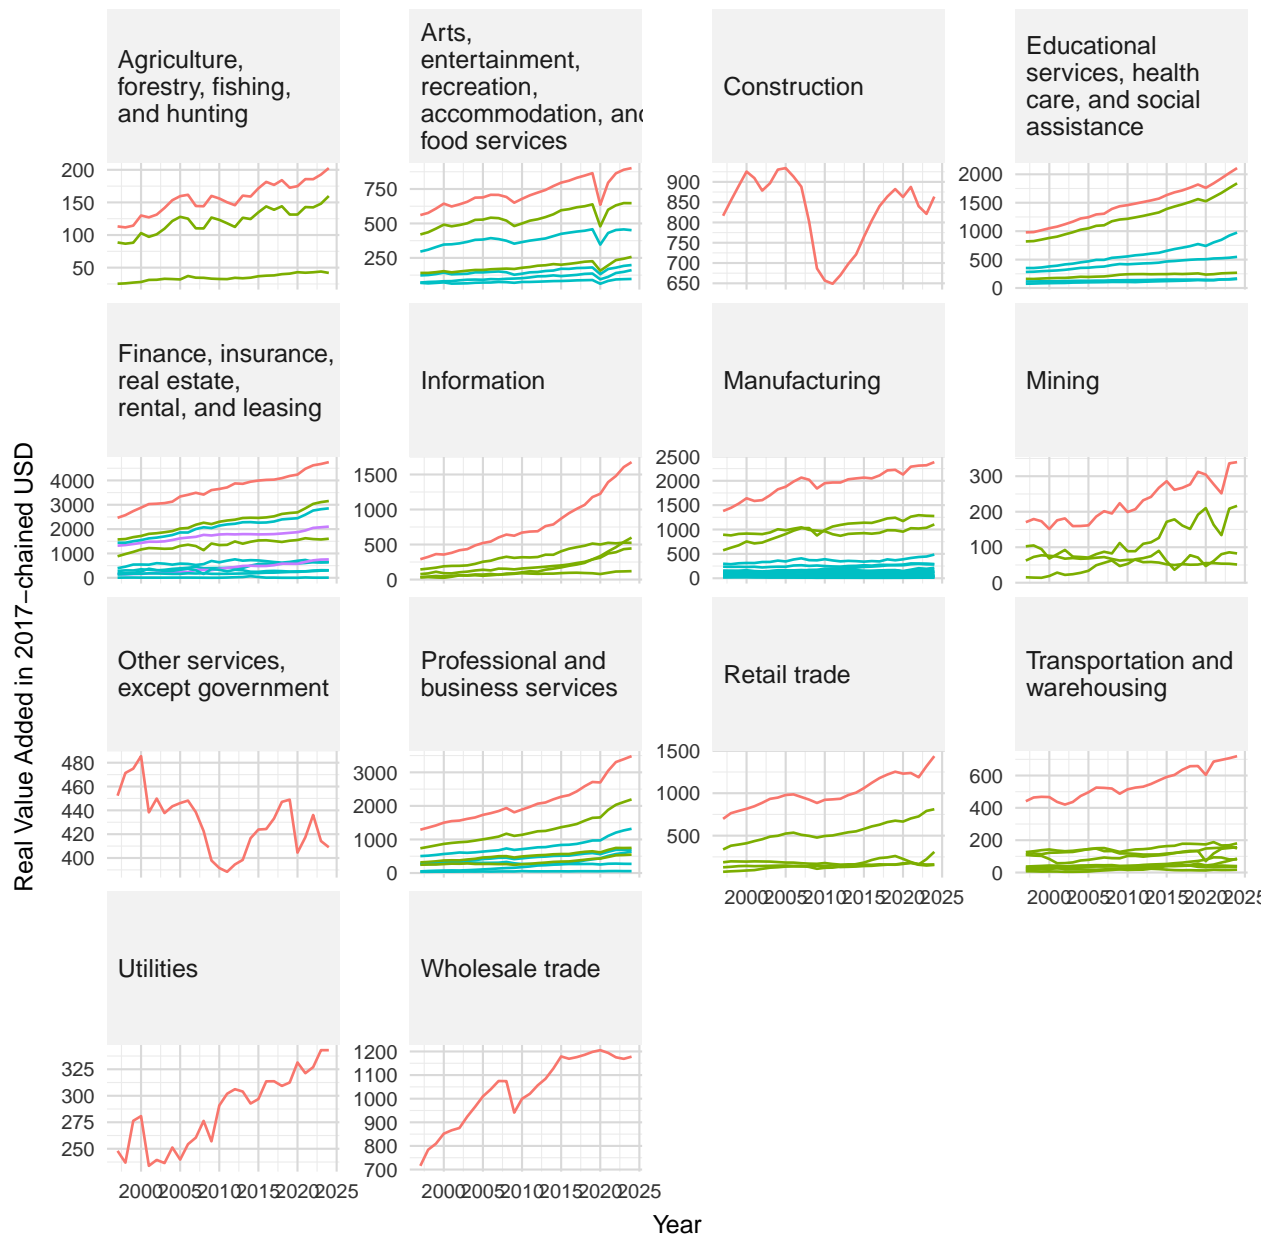 Agriculture,
forestry, fishing,
and hunting
Arts,
entertainment,
recreation,
accommodation, and
food services
Construction
Educational
services, health
care, and social
assistance
200
150
100
50
750
500
250
900
850
800
750
700
650
2000
1500
1000
500
0
Finance, insurance,
real estate,
rental, and leasing
Information
Manufacturing
Mining
4000
3000
2000
1000
0
1500
1000
500
0
2500
2000
1500
1000
500
0
300
200
100
0
Other services,
except government
Professional and
business services
Retail trade
Transportation and
warehousing
480
460
440
420
400
3000
2000
1000
0
1500
1000
500
2000 2005 2010 2015 2020 2025
600
400
200
0
2000 2005 2010 2015 2020 2025
Utilities
Wholesale trade
325
300
275
250
2000 2005 2010 2015 2020 2025
1200
1100
1000
900
800
700
2000 2005 2010 2015 2020 2025
Year
Real Value Added in 2017−chained USD